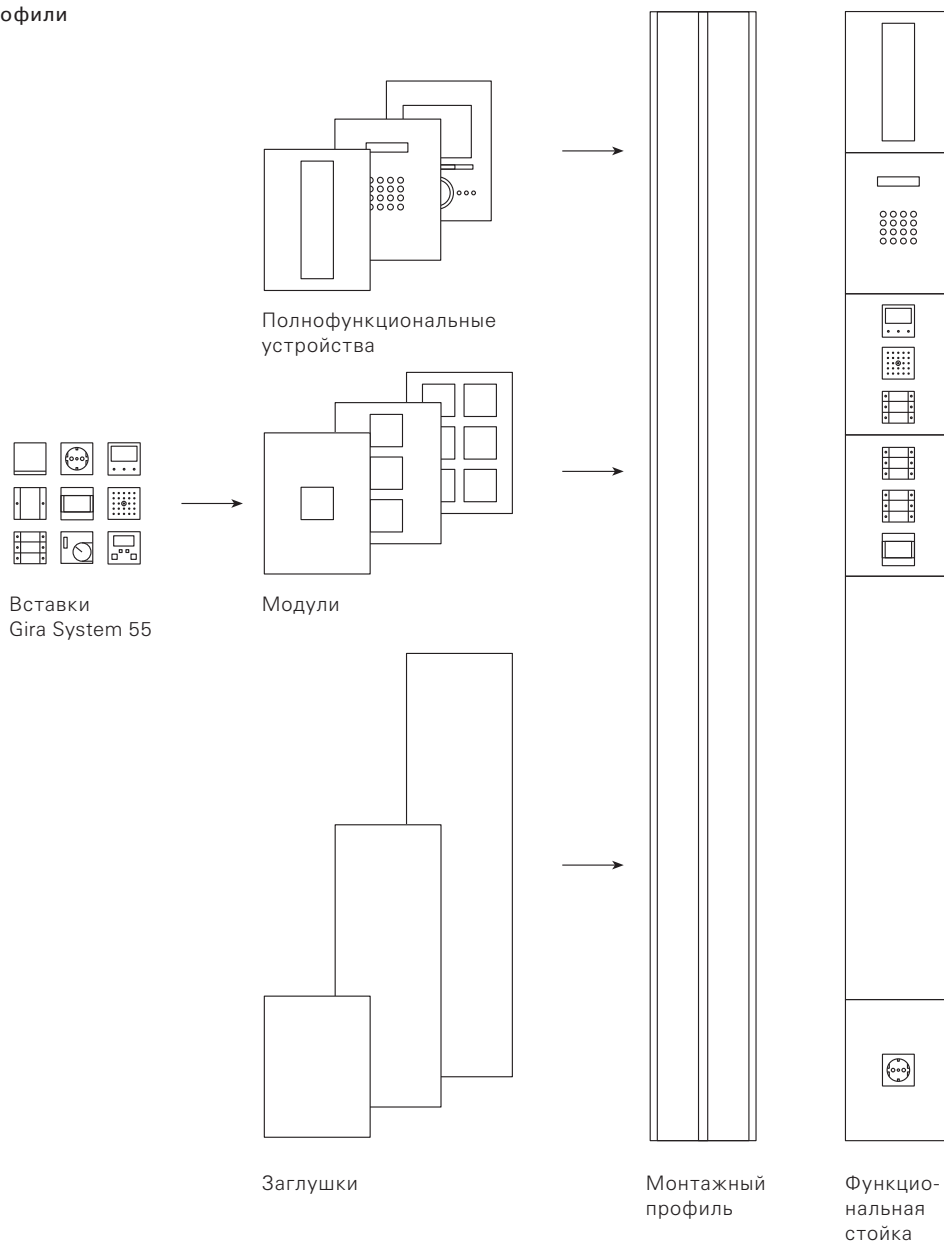 офили
Полнофункциональные
устройства
Вставки
Gira System 55
Модули
Заглушки
Монтажный
профиль
Функцио-
нальная
стойка